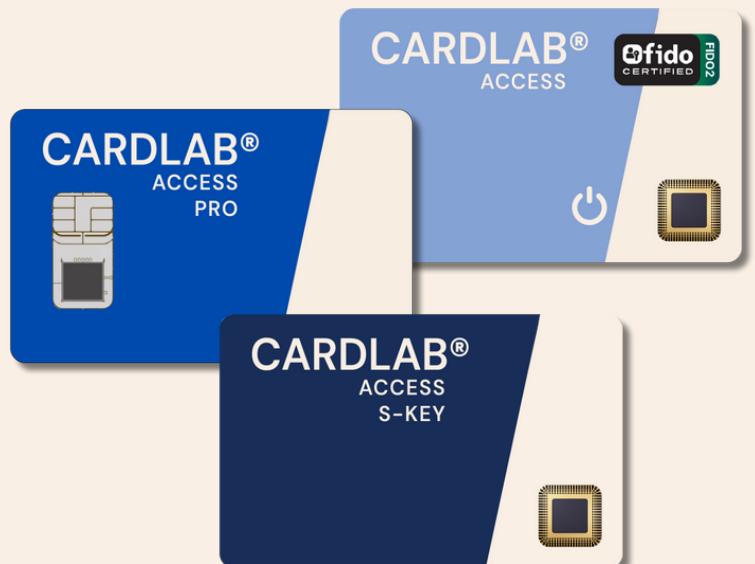 CARDLAB®
ACCESS
fido
CERTIFIED
FIDO2
CARDLAB®
ACCESS
PRO
CARDLAB®
ACCESS
S-KEY